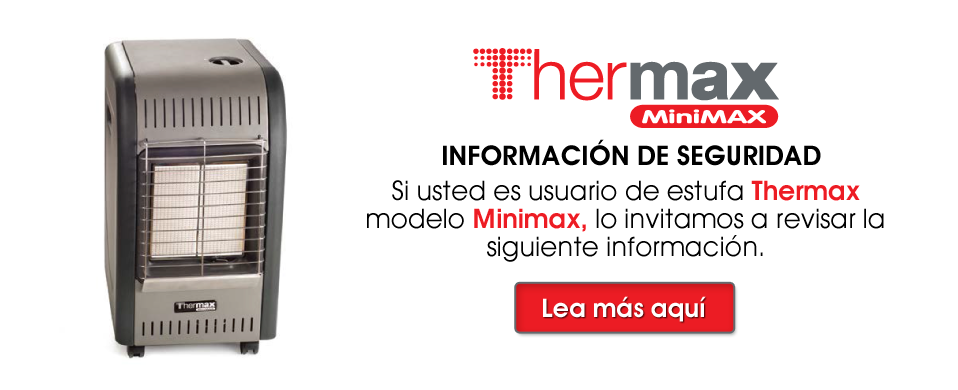 Thermax
MiniMAX
INFORMACIÓN DE SEGURIDAD
Si usted es usuario de estufa Thermax
modelo Minimax, lo invitamos a revisar la
siguiente información.
Lea más aquí
Thermax